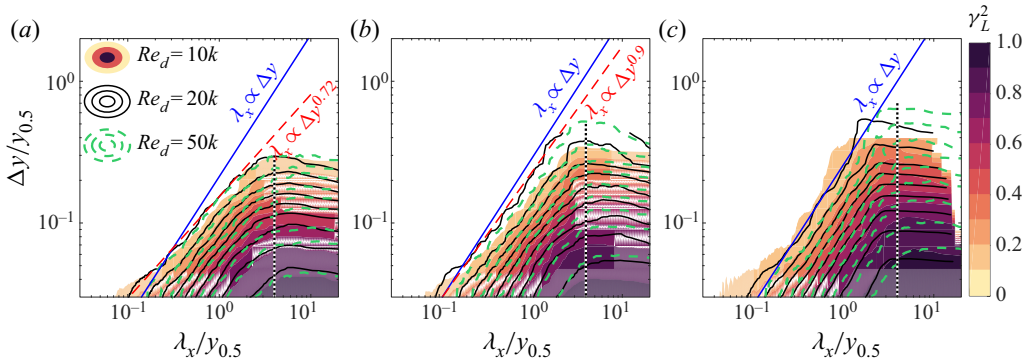 (a) (b) (c) γ_L^2
Re_d = 10k
Re_d = 20k
Re_d = 50k
λ_x ∝ Δy
λ_x ∝ Δy^0.72
λ_x ∝ Δy
λ_x ∝ Δy^0.9
λ_x ∝ Δy
Δy/y_0.5
10^0
10^-1
10^0
10^-1
10^0
10^-1
10^-1 10^0 10^1
10^-1 10^0 10^1
10^-1 10^0 10^1
λ_x/y_0.5
λ_x/y_0.5
λ_x/y_0.5
1.0
0.8
0.6
0.4
0.2
0